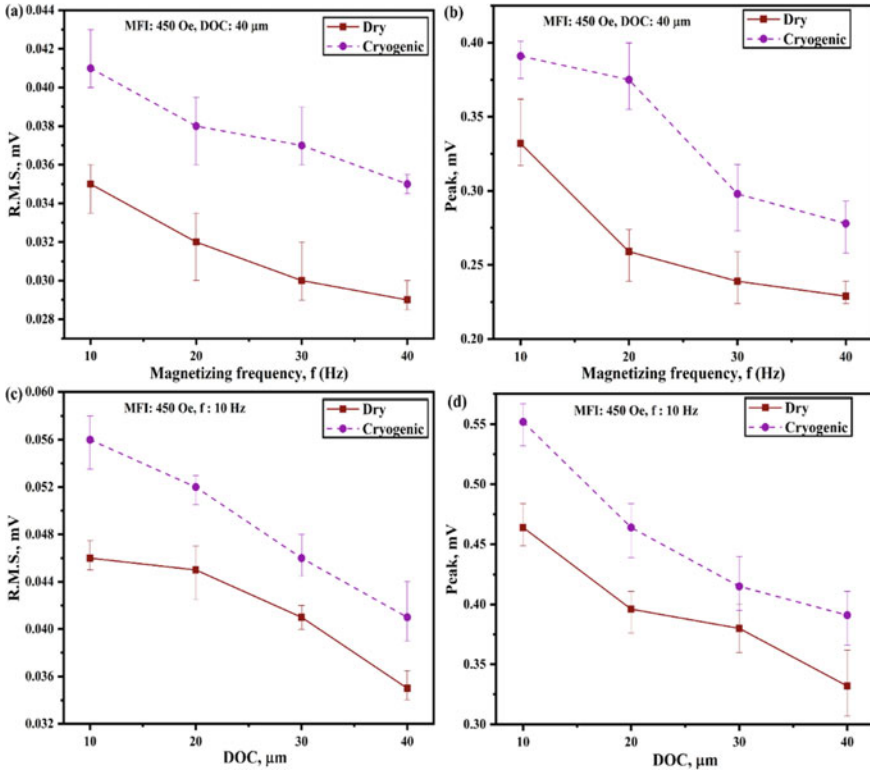 (a)
MFI: 450 Oe, DOC: 40 μm
Dry
Cryogenic
R.M.S., mV
0.044
0.042
0.040
0.038
0.036
0.034
0.032
0.030
0.028
10 20 30 40
Magnetizing frequency, f (Hz)
(b)
MFI: 450 Oe, DOC: 40 μm
Dry
Cryogenic
Peak, mV
0.40
0.35
0.30
0.25
0.20
10 20 30 40
Magnetizing frequency, f (Hz)
(c)
MFI: 450 Oe, f : 10 Hz
Dry
Cryogenic
R.M.S., mV
0.060
0.056
0.052
0.048
0.044
0.040
0.036
0.032
10 20 30 40
DOC, μm
(d)
MFI: 450 Oe, f : 10 Hz
Dry
Cryogenic
Peak, mV
0.55
0.50
0.45
0.40
0.35
0.30
10 20 30 40
DOC, μm